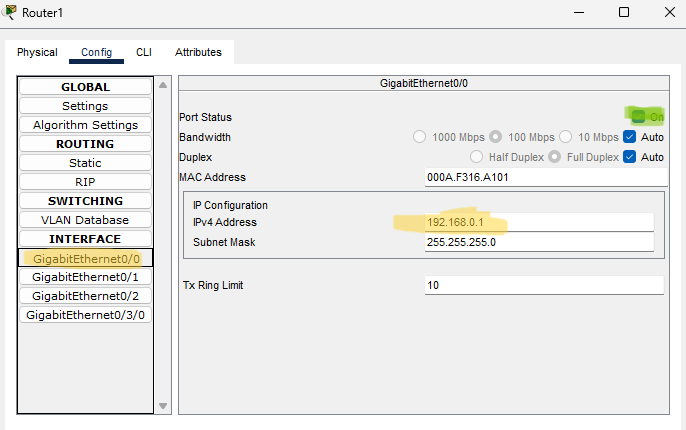 Router1
Physical Config CLI Attributes
GLOBAL
Settings
Algorithm Settings
ROUTING
Static
RIP
SWITCHING
VLAN Database
INTERFACE
GigabitEthernet0/0
GigabitEthernet0/1
GigabitEthernet0/2
GigabitEthernet0/3/0
GigabitEthernet0/0
Port Status On
Bandwidth 1000 Mbps 100 Mbps 10 Mbps Auto
Duplex Half Duplex Full Duplex Auto
MAC Address 000A.F316.A101
IP Configuration
IPv4 Address 192.168.0.1
Subnet Mask 255.255.255.0
Tx Ring Limit 10